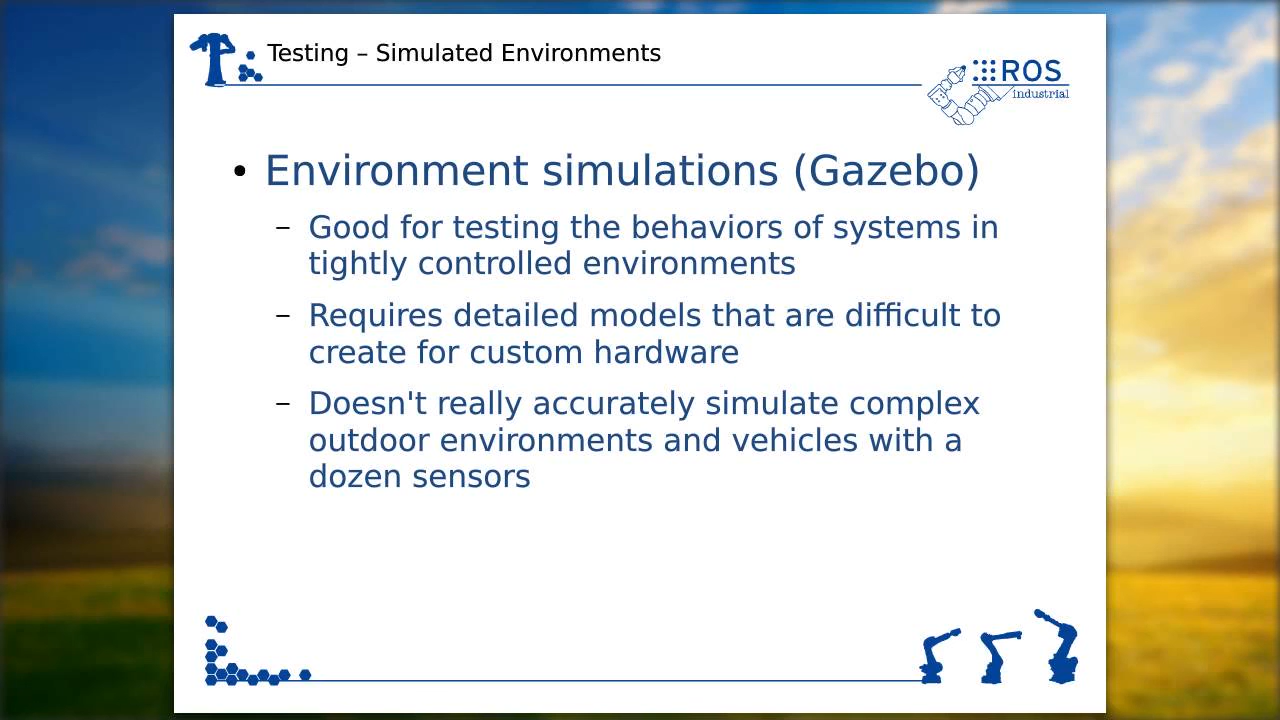 Testing – Simulated Environments
ROS
industrial
• Environment simulations (Gazebo)
– Good for testing the behaviors of systems in
tightly controlled environments
– Requires detailed models that are difficult to
create for custom hardware
– Doesn't really accurately simulate complex
outdoor environments and vehicles with a
dozen sensors